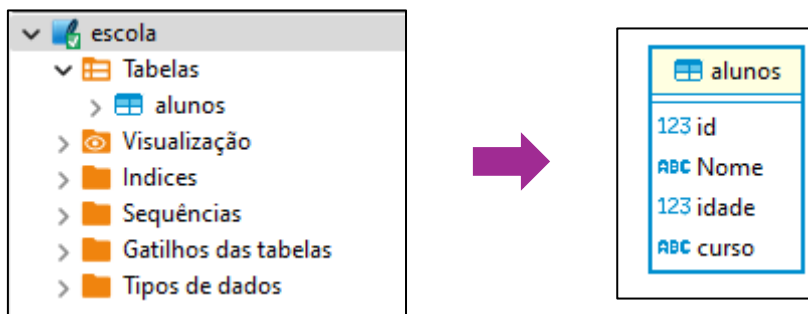 escola
Tabelas
alunos
Visualização
Indices
Sequências
Gatilhos das tabelas
Tipos de dados
alunos
123 id
ABC Nome
123 idade
ABC curso